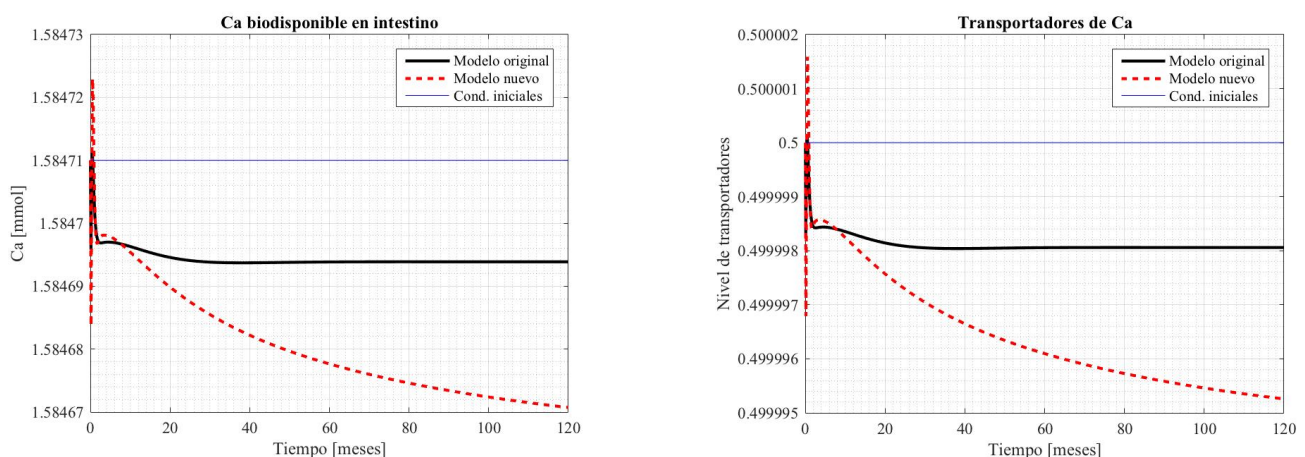 Ca biodisponible en intestino
1.58473
1.58472
1.58471
1.5847
1.58469
1.58468
1.58467
Ca [mmol]
Modelo original
Modelo nuevo
Cond. iniciales
0 20 40 60 80 100 120
Tiempo [meses]
Transportadores de Ca
0.500002
0.500001
0.5
0.499999
0.499998
0.499997
0.499996
0.499995
Nivel de transportadores
Modelo original
Modelo nuevo
Cond. iniciales
0 20 40 60 80 100 120
Tiempo [meses]